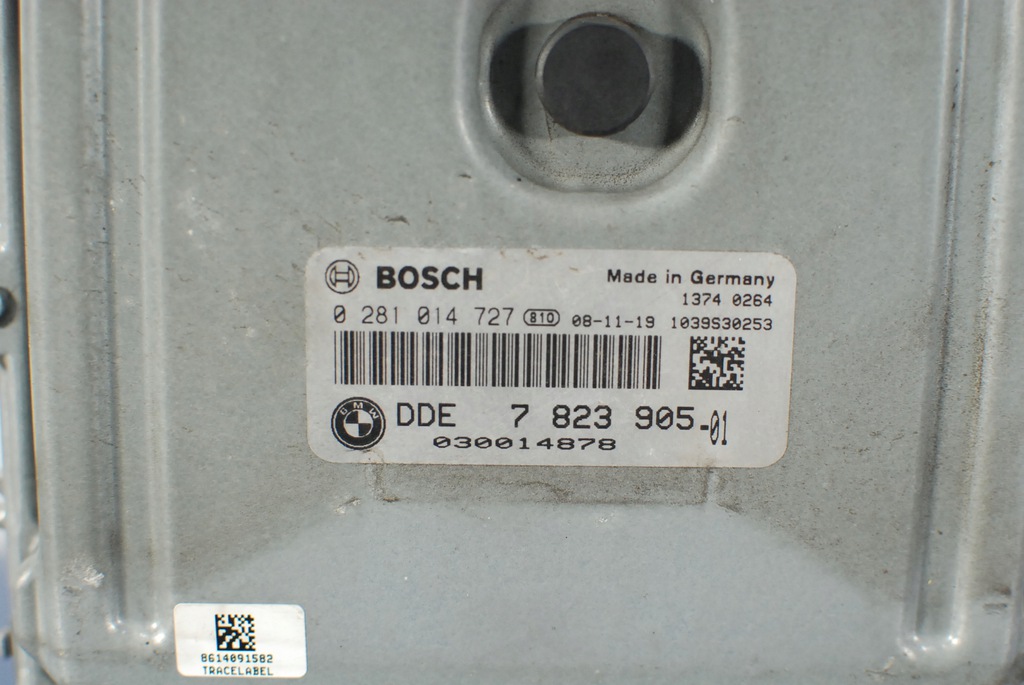 BOSCH Made in Germany
1374 0264
0 281 014 727 810 08-11-19 1039S30253
BMW DDE 7 823 905-01
030014878
8614091582
TRACELABEL